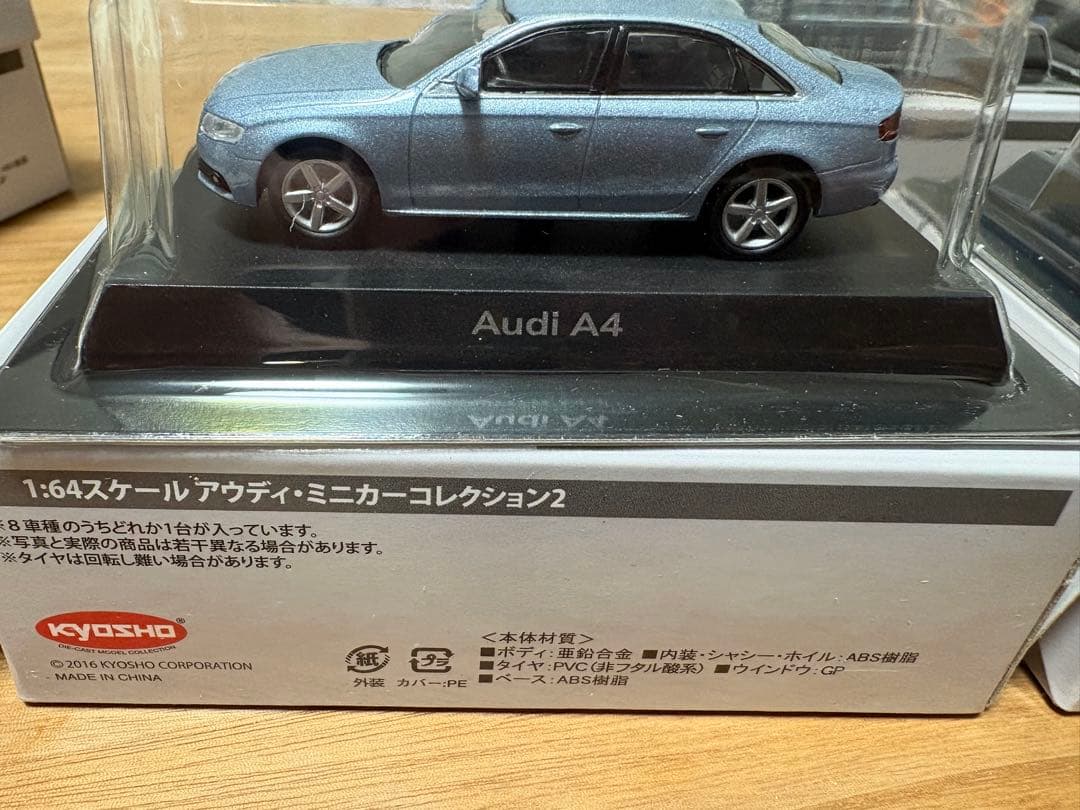 Audi A4
1:64スケール アウディ・ミニカーコレクション2
※8車種のうちどれか1台が入っています。
※写真と実際の商品は若干異なる場合があります。
※タイヤは回転し難い場合があります。
KYOSHO®
DIE-CAST MODEL COLLECTION
©2016 KYOSHO CORPORATION
MADE IN CHINA
紙
外装
プラ
カバー:PE
<本体材質>
■ボディ:亜鉛合金 ■内装・シャシー・ホイル:ABS樹脂
■タイヤ:PVC(非フタル酸系) ■ウインドウ:GP
■ベース:ABS樹脂